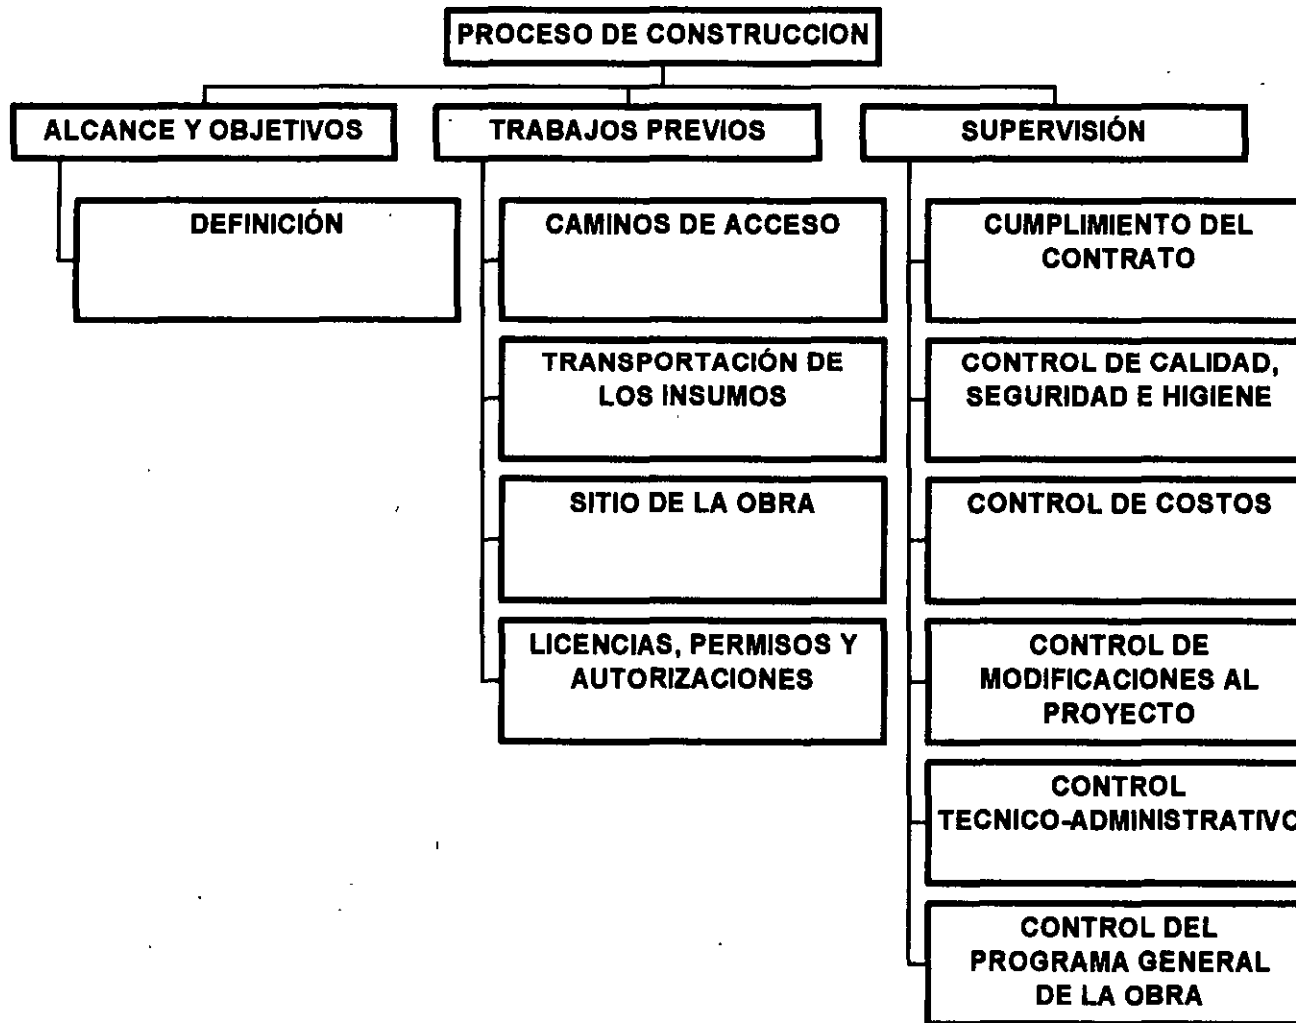 PROCESO DE CONSTRUCCION
ALCANCE Y OBJETIVOS
DEFINICIÓN
TRABAJOS PREVIOS
CAMINOS DE ACCESO
TRANSPORTACIÓN DE
LOS INSUMOS
SITIO DE LA OBRA
LICENCIAS, PERMISOS Y
AUTORIZACIONES
SUPERVISIÓN
CUMPLIMIENTO DEL
CONTRATO
CONTROL DE CALIDAD,
SEGURIDAD E HIGIENE
CONTROL DE COSTOS
CONTROL DE
MODIFICACIONES AL
PROYECTO
CONTROL
TECNICO-ADMINISTRATIVO
CONTROL DEL
PROGRAMA GENERAL
DE LA OBRA